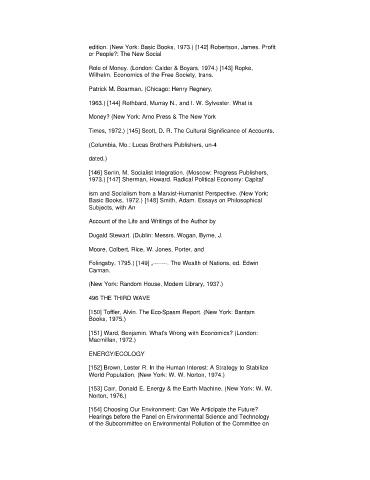 edition. (New York: Basic Books, 1973.) [142] Robertson, James. Profit
or People?: The New Social
Role of Money. (London: Calder & Boyars, 1974.) [143] Ropke,
Wilhelm. Economics of the Free Society, trans.
Patrick M. Boarman. (Chicago: Henry Regnery,
1963.) [144] Rothbard, Murray N., and I. W. Sylvester. What is
Money? (New York: Arno Press & The New York
Times, 1972.) [145] Scott, D. R. The Cultural Significance of Accounts.
(Columbia, Mo.: Lucas Brothers Publishers, un-4
dated.)
[146] Senin, M. Socialist Integration. (Moscow: Progress Publishers,
1973.) [147] Sherman, Howard. Radical Political Economy: Capital'
ism and Socialism from a Marxist-Humanist Perspective. (New York:
Basic Books, 1972.) [148] Smith, Adam. Essays on Philosophical
Subjects, with An
Account of the Life and Writings of the Author by
Dugald Stewart. (Dublin: Messrs. Wogan, Byrne, J.
Moore, Colbert, Rice, W. Jones, Porter, and
Folingsby, 1795.) [149] ,-------. The Wealth of Nations, ed. Edwin
Cannan.
(New York: Random House, Modern Library, 1937.)
496 THE THIRD WAVE
[150] Toffler, Alvin. The Eco-Spasm Report. (New York: Bantam
Books, 1975.)
[151] Ward, Benjamin. What's Wrong with Economics? (London:
Macmillan, 1972.)
ENERGY/ECOLOGY
[152] Brown, Lester R. In the Human Interest: A Strategy to Stabilize
World Population. (New York: W. W. Norton, 1974.)
[153] Carr, Donald E. Energy & the Earth Machine. (New York: W. W.
Norton, 1976.)
[154] Choosing Our Environment: Can We Anticipate the Future?
Hearings before the Panel on Environmental Science and Technology
of the Subcommittee on Environmental Pollution of the Committee on